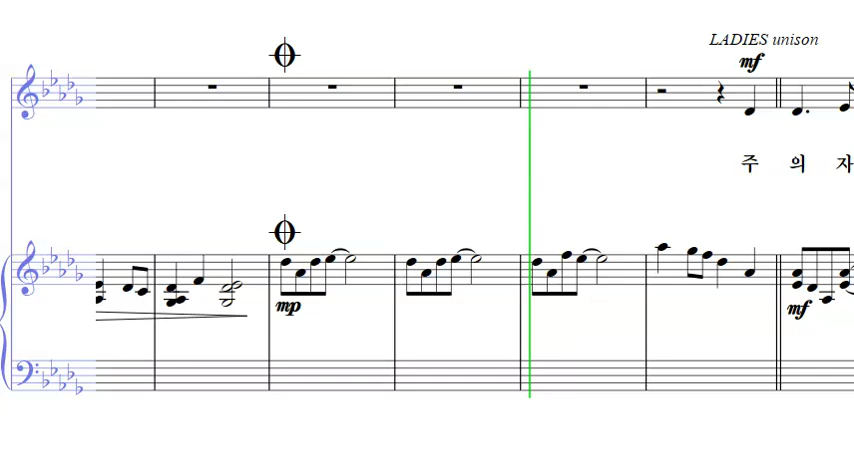 LADIES unison
mf
주 의 자
mp
mf